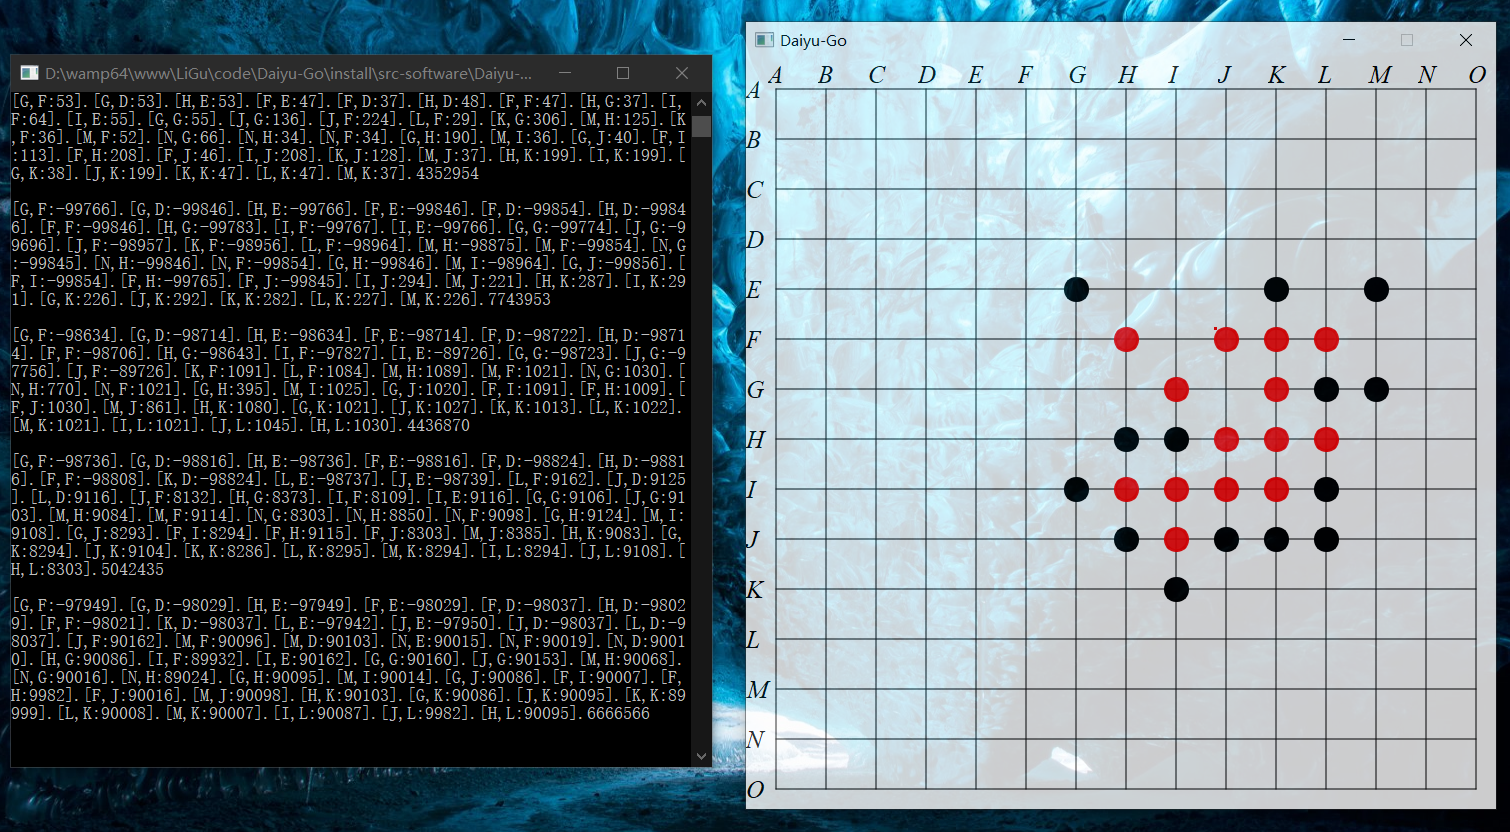 D:\wamp64\www\LiGu\code\Daiyu-Go\install\src-software\Daiyu-...
[G,F:53].[G,D:53].[H,E:53].[F,E:47].[F,D:37].[H,D:48].[F,F:47].[H,G:37].[I,
F:64].[I,E:55].[G,G:55].[J,G:136].[J,F:224].[L,F:29].[K,G:306].[M,H:125].[K
,F:36].[M,F:52].[N,G:66].[N,H:34].[N,F:34].[G,H:190].[M,I:36].[G,J:40].[F,I
:113].[F,H:208].[F,J:46].[I,J:208].[K,J:128].[M,J:37].[H,K:199].[I,K:199].[
G,K:38].[J,K:199].[K,K:47].[L,K:47].[M,K:37].4352954
[G,F:-99766].[G,D:-99846].[H,E:-99766].[F,E:-99846].[F,D:-99854].[H,D:-9984
6].[F,F:-99846].[H,G:-99783].[I,F:-99767].[I,E:-99766].[G,G:-99774].[J,G:-9
9696].[J,F:-98957].[K,F:-98956].[L,F:-98964].[M,H:-98875].[M,F:-99854].[N,G
:-99845].[N,H:-99846].[N,F:-99854].[G,H:-99846].[M,I:-98964].[G,J:-99856].[
F,I:-99854].[F,H:-99765].[F,J:-99845].[I,J:294].[M,J:221].[H,K:287].[I,K:29
1].[G,K:226].[J,K:292].[K,K:282].[L,K:227].[M,K:226].7743953
[G,F:-98634].[G,D:-98714].[H,E:-98634].[F,E:-98714].[F,D:-98722].[H,D:-9871
4].[F,F:-98706].[H,G:-98643].[I,F:-97827].[I,E:-89726].[G,G:-98723].[J,G:-9
7756].[J,F:-89726].[K,F:1091].[L,F:1084].[M,H:1089].[M,F:1021].[N,G:1030].[
N,H:770].[N,F:1021].[G,H:395].[M,I:1025].[G,J:1020].[F,I:1091].[F,H:1009].[
F,J:1030].[M,J:861].[H,K:1080].[G,K:1021].[J,K:1027].[K,K:1013].[L,K:1022].
[M,K:1021].[I,L:1021].[J,L:1045].[H,L:1030].4436870
[G,F:-98736].[G,D:-98816].[H,E:-98736].[F,E:-98816].[F,D:-98824].[H,D:-9881
6].[F,F:-98808].[K,D:-98824].[L,E:-98737].[J,E:-98739].[L,F:9162].[J,D:9125
].[L,D:9116].[J,F:8132].[H,G:8373].[I,F:8109].[I,E:9116].[G,G:9106].[J,G:91
03].[M,H:9084].[M,F:9114].[N,G:8303].[N,H:8850].[N,F:9098].[G,H:9124].[M,I:
9108].[G,J:8293].[F,I:8294].[F,H:9115].[F,J:8303].[M,J:8385].[H,K:9083].[G,
K:8294].[J,K:9104].[K,K:8286].[L,K:8295].[M,K:8294].[I,L:8294].[J,L:9108].[
H,L:8303].5042435
[G,F:-97949].[G,D:-98029].[H,E:-97949].[F,E:-98029].[F,D:-98037].[H,D:-9802
9].[F,F:-98021].[K,D:-98037].[L,E:-97942].[J,E:-97950].[J,D:-98037].[L,D:-9
8037].[J,F:90162].[M,F:90096].[M,D:90103].[N,E:90015].[N,F:90019].[N,D:9001
0].[H,G:90086].[I,F:89932].[I,E:90162].[G,G:90160].[J,G:90153].[M,H:90068].
[N,G:90016].[N,H:89024].[G,H:90095].[M,I:90014].[G,J:90086].[F,I:90007].[F,
H:9982].[F,J:90016].[M,J:90098].[H,K:90103].[G,K:90086].[J,K:90095].[K,K:89
999].[L,K:90008].[M,K:90007].[I,L:90087].[J,L:9982].[H,L:90095].6666566
Daiyu-Go
A B C D E F G H I J K L M N O
A
B
C
D
E
F
G
H
I
J
K
L
M
N
O